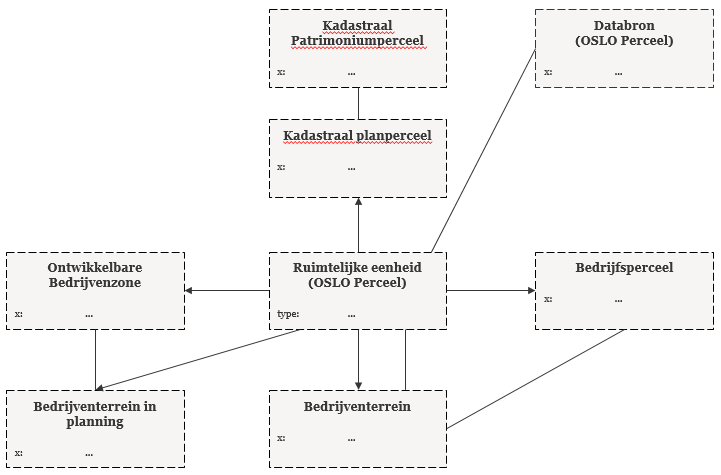 Kadastraal
Patrimoniumperceel
x: ...
Databron
(OSLO Perceel)
x: ...
Kadastraal planperceel
x: ...
Ontwikkelbare
Bedrijvenzone
x: ...
Ruimtelijke eenheid
(OSLO Perceel)
type: ...
Bedrijfsperceel
x: ...
Bedrijventerrein in
planning
x: ...
Bedrijventerrein
x: ...